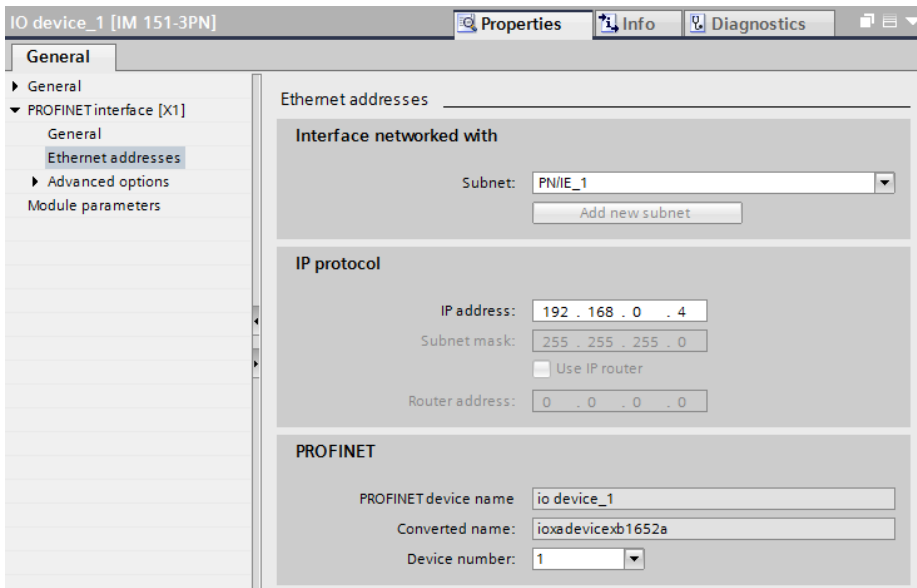 IO device_1 [IM 151-3PN]
Properties
Info
Diagnostics
General
General
PROFINET interface [X1]
General
Ethernet addresses
Advanced options
Module parameters
Ethernet addresses
Interface networked with
Subnet: PN/IE_1
Add new subnet
IP protocol
IP address: 192 . 168 . 0 . 4
Subnet mask: 255 . 255 . 255 . 0
Use IP router
Router address: 0 . 0 . 0 . 0
PROFINET
PROFINET device name io device_1
Converted name: ioxadevicexb1652a
Device number: 1